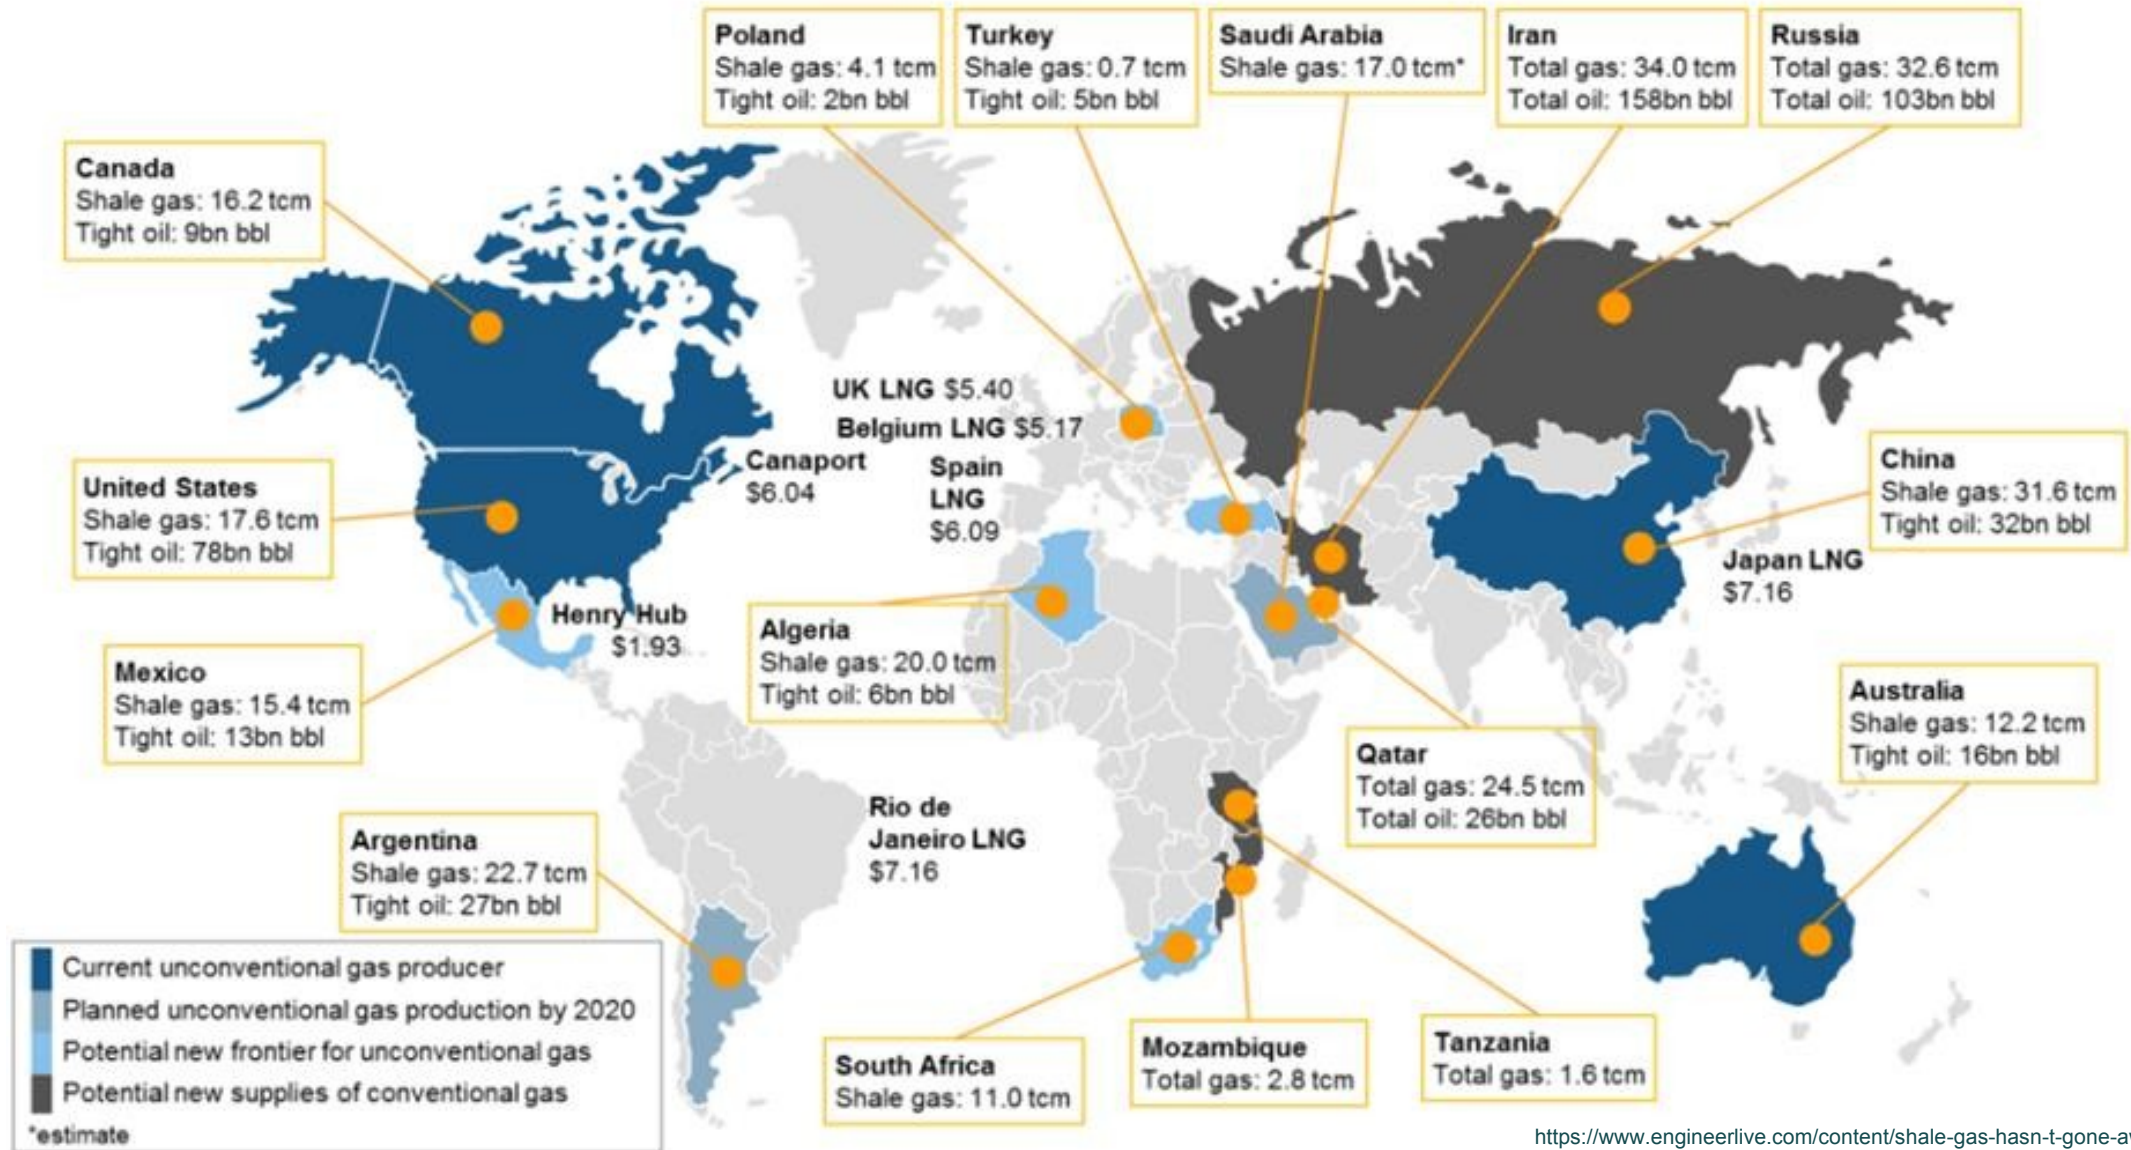 Poland
Shale gas: 4.1 tcm
Tight oil: 2bn bbl
Turkey
Shale gas: 0.7 tcm
Tight oil: 5bn bbl
Saudi Arabia
Shale gas: 17.0 tcm*
Iran
Total gas: 34.0 tcm
Total oil: 158bn bbl
Russia
Total gas: 32.6 tcm
Total oil: 103bn bbl
Canada
Shale gas: 16.2 tcm
Tight oil: 9bn bbl
UK LNG $5.40
Belgium LNG $5.17
Canaport
$6.04
Spain
LNG
$6.09
United States
Shale gas: 17.6 tcm
Tight oil: 78bn bbl
China
Shale gas: 31.6 tcm
Tight oil: 32bn bbl
Japan LNG
$7.16
Henry Hub
$1.93
Mexico
Shale gas: 15.4 tcm
Tight oil: 13bn bbl
Algeria
Shale gas: 20.0 tcm
Tight oil: 6bn bbl
Australia
Shale gas: 12.2 tcm
Tight oil: 16bn bbl
Qatar
Total gas: 24.5 tcm
Total oil: 26bn bbl
Rio de
Janeiro LNG
$7.16
Argentina
Shale gas: 22.7 tcm
Tight oil: 27bn bbl
South Africa
Shale gas: 11.0 tcm
Mozambique
Total gas: 2.8 tcm
Tanzania
Total gas: 1.6 tcm
Current unconventional gas producer
Planned unconventional gas production by 2020
Potential new frontier for unconventional gas
Potential new supplies of conventional gas
*estimate
https://www.engineerlive.com/content/shale-gas-hasn-t-gone-a